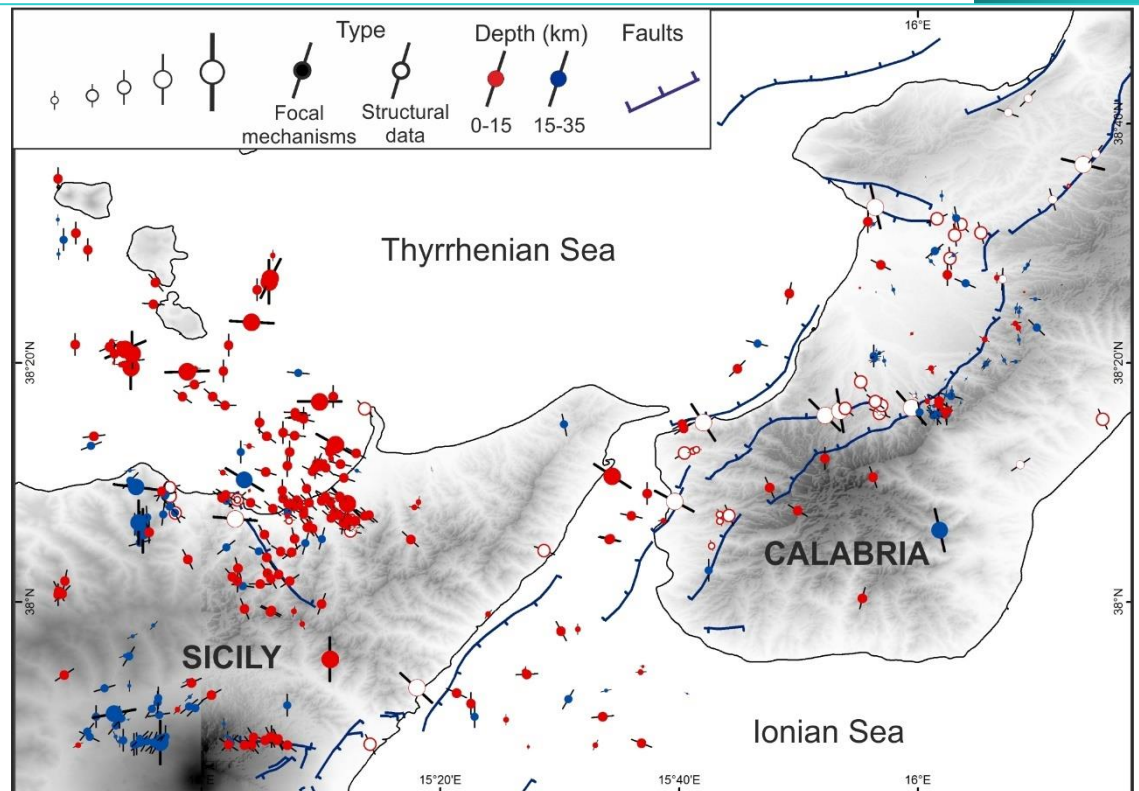 Type
Depth (km)
Faults
Focal
mechanisms
Structural
data
0-15
15-35
16°E
38°40'N
Thyrrhenian Sea
38°20'N
38°20'N
CALABRIA
38°N
38°N
SICILY
Ionian Sea
15°20'E
15°40'E
16°E